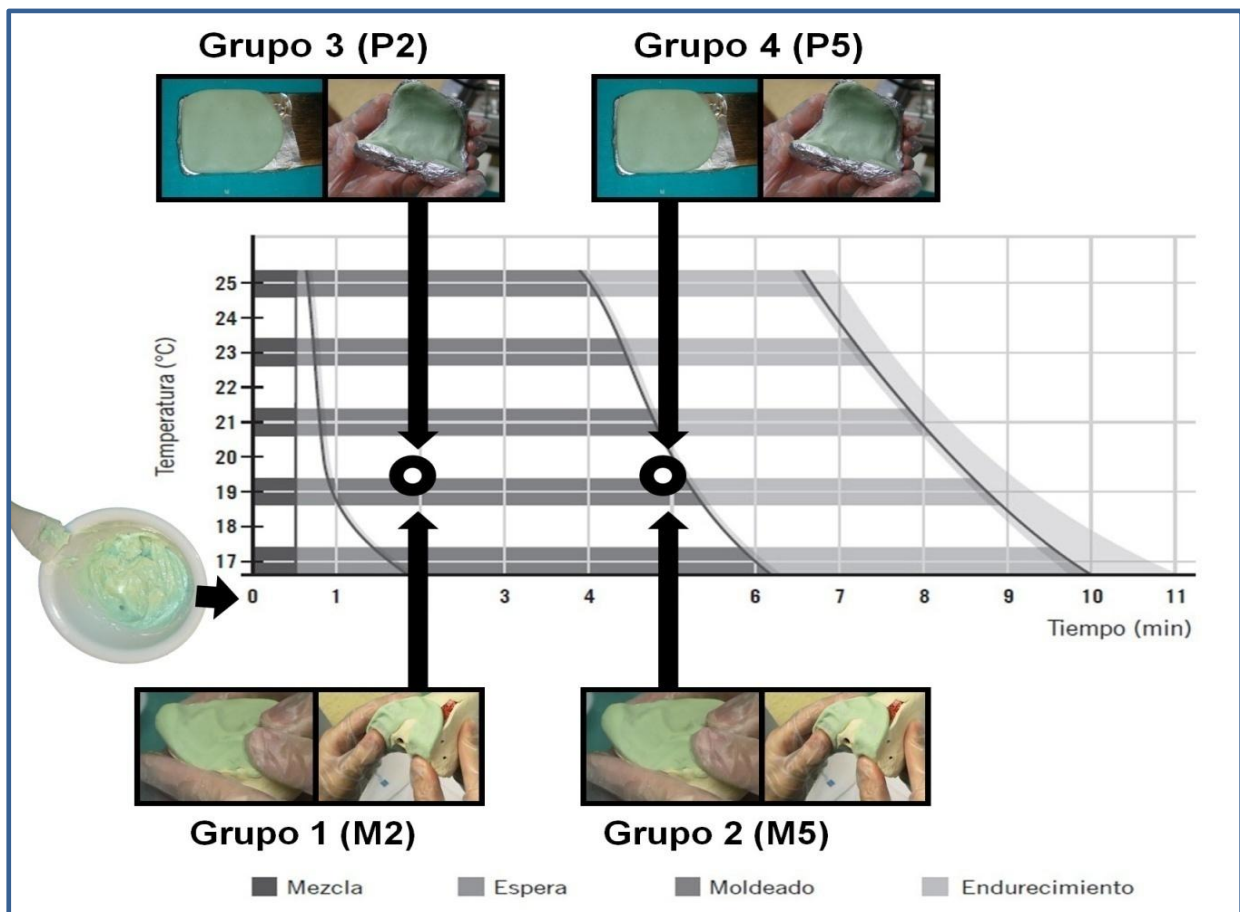 Grupo 3 (P2)
Grupo 4 (P5)
Temperatura (°C)
25
24
23
22
21
20
19
18
17
0
1
3
4
6
7
8
9
10
11
Tiempo (min)
Grupo 1 (M2)
Grupo 2 (M5)
Mezcla
Espera
Moldeado
Endurecimiento